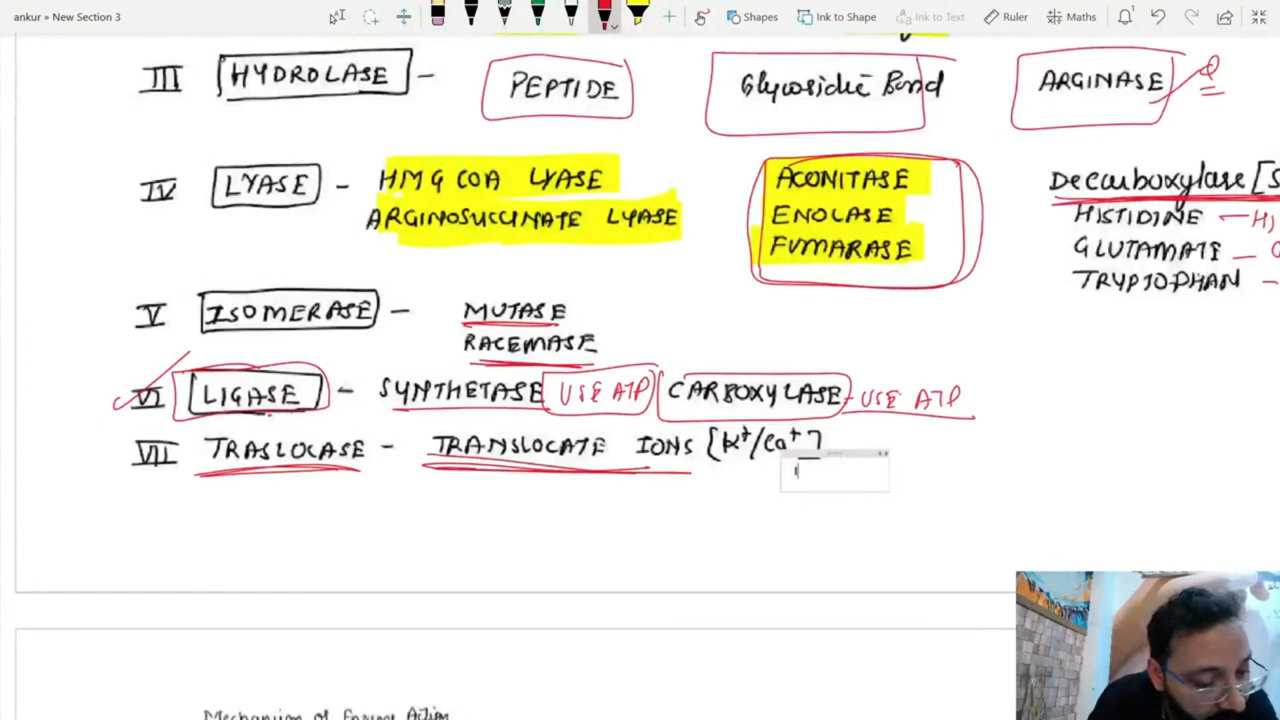 ankur » New Section 3
Shapes
Ink to Shape
Ink to Text
Ruler
Maths
III HYDROLASE - PEPTIDE Glycosidic Bond ARGINASE Q
IV LYASE - HMG COA LYASE ACONITASE Decarboxylase [S
ARGINOSUCCINATE LYASE ENOLASE HISTIDINE - Hi
FUMARASE GLUTAMATE -
TRYPTOPHAN -
V ISOMERASE - MUTASE
RACEMASE
VI LIGASE - SYNTHETASE USE ATP CARBOXYLASE - USE ATP
VII TRASLOCASE - TRANSLOCATE IONS [K+/Ca+]
Mechanism of Enzyme Action